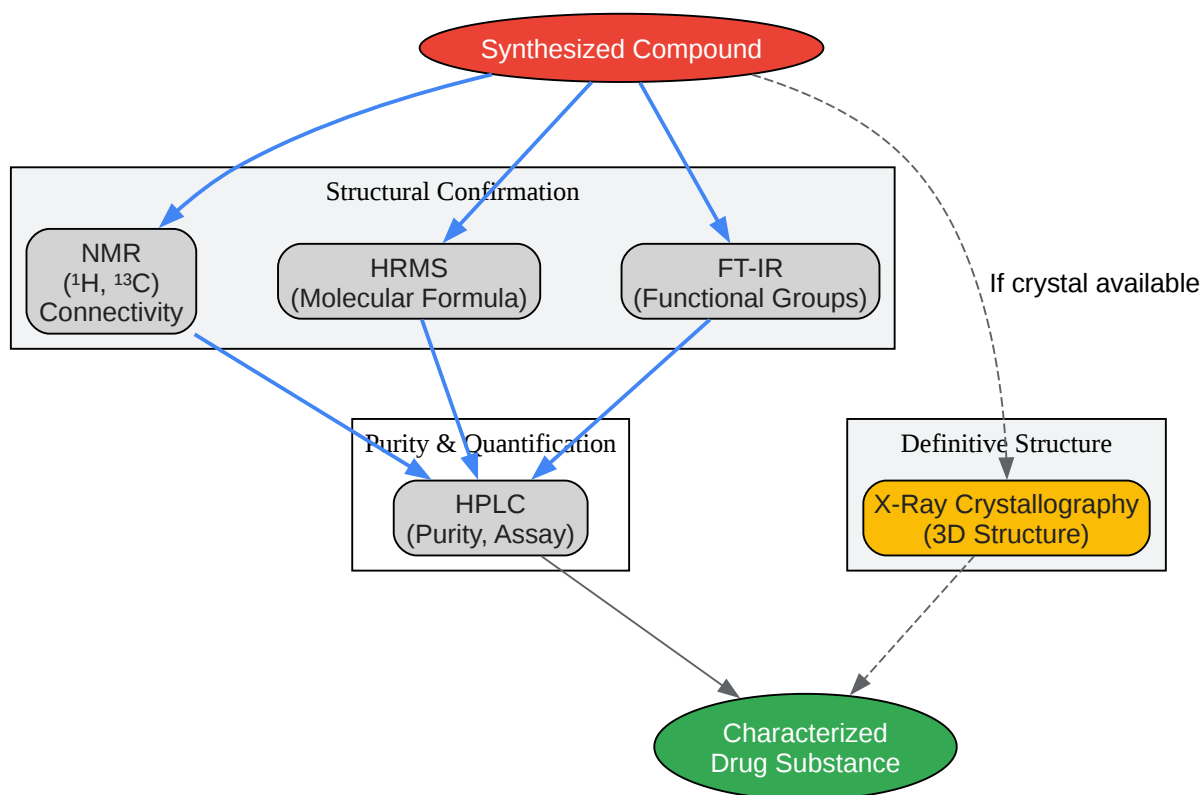 Synthesized Compound
Structural Confirmation
NMR
(¹H, ¹³C)
Connectivity
HRMS
(Molecular Formula)
FT-IR
(Functional Groups)
If crystal available
Purity & Quantification
HPLC
(Purity, Assay)
Definitive Structure
X-Ray Crystallography
(3D Structure)
Characterized
Drug Substance